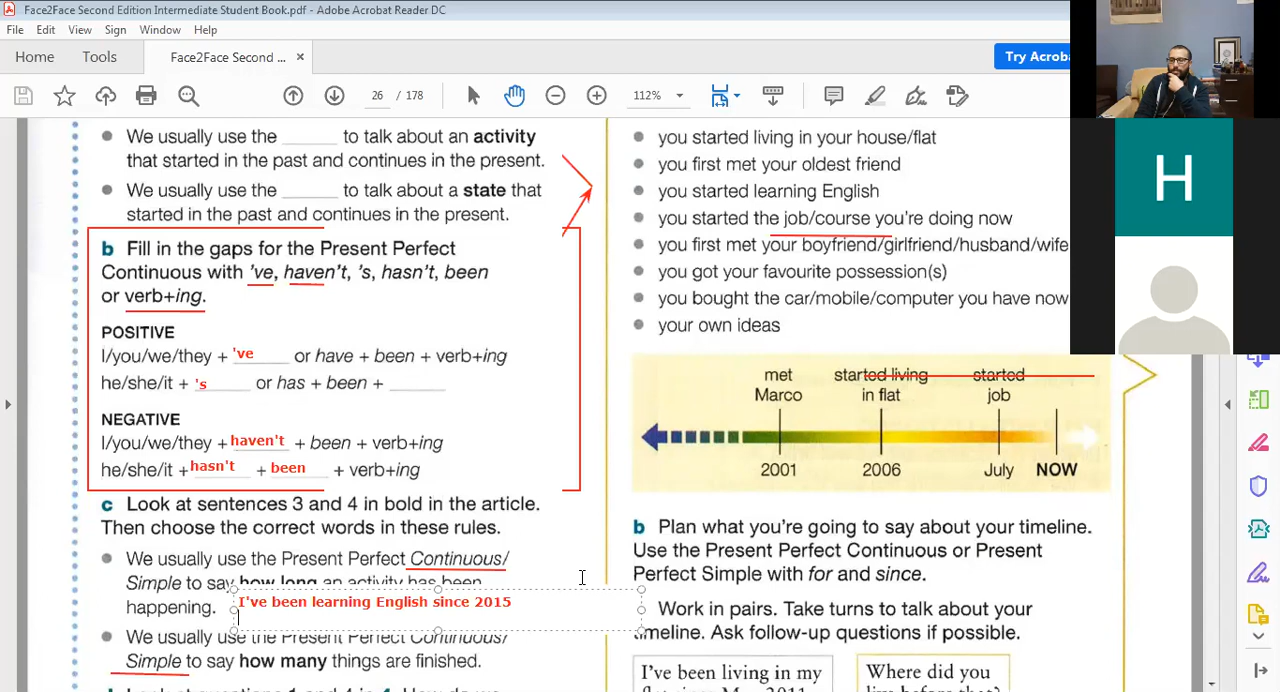 Face2Face Second Edition Intermediate Student Book.pdf - Adobe Acrobat Reader DC
File Edit View Sign Window Help
Home Tools Face2Face Second ... × Try Acroba
26 / 178 112%
We usually use the ______ to talk about an activity
that started in the past and continues in the present.
We usually use the ______ to talk about a state that
started in the past and continues in the present.
b Fill in the gaps for the Present Perfect
Continuous with 've, haven't, 's, hasn't, been
or verb+ing.
POSITIVE
I/you/we/they + 've or have + been + verb+ing
he/she/it + 's or has + been + ______
NEGATIVE
I/you/we/they + haven't + been + verb+ing
he/she/it + hasn't + been + verb+ing
c Look at sentences 3 and 4 in bold in the article.
Then choose the correct words in these rules.
We usually use the Present Perfect Continuous/
Simple to say how long an activity has been
happening.
I've been learning English since 2015
We usually use the Present Perfect Continuous/
Simple to say how many things are finished.
you started living in your house/flat
you first met your oldest friend
you started learning English
you started the job/course you're doing now
you first met your boyfriend/girlfriend/husband/wife
you got your favourite possession(s)
you bought the car/mobile/computer you have now
your own ideas
met Marco
started living in flat
started job
2001 2006 July NOW
b Plan what you're going to say about your timeline.
Use the Present Perfect Continuous or Present
Perfect Simple with for and since.
Work in pairs. Take turns to talk about your
timeline. Ask follow-up questions if possible.
I've been living in my
Where did you
H